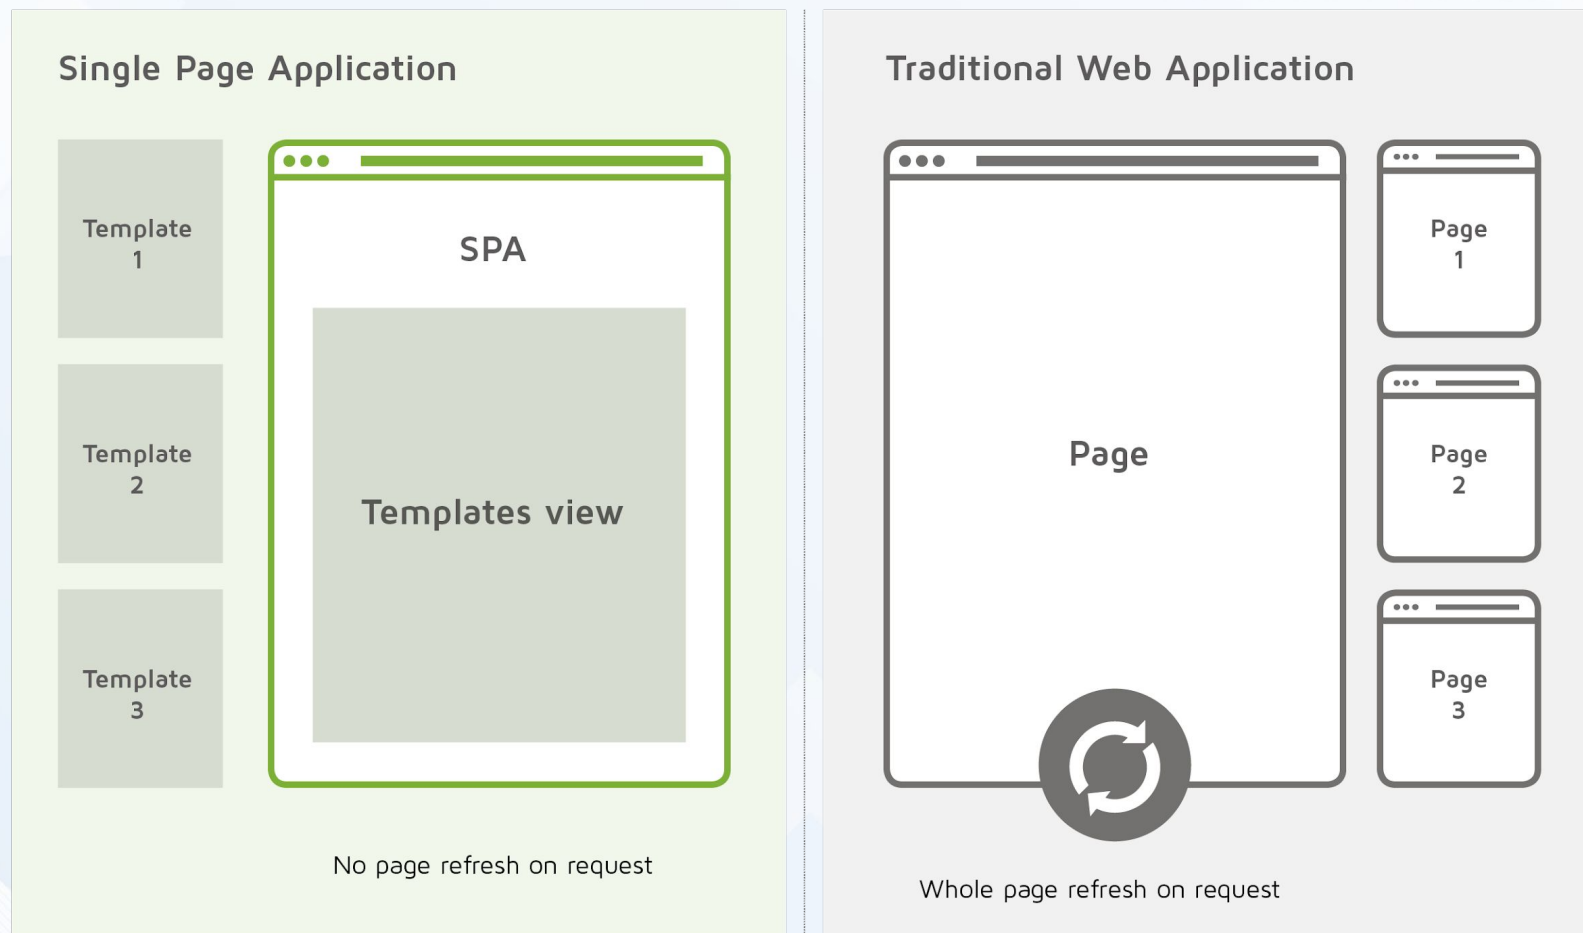 Single Page Application
Template
1
Template
2
Template
3
SPA
Templates view
No page refresh on request
Traditional Web Application
Page
Page
1
Page
2
Page
3
Whole page refresh on request